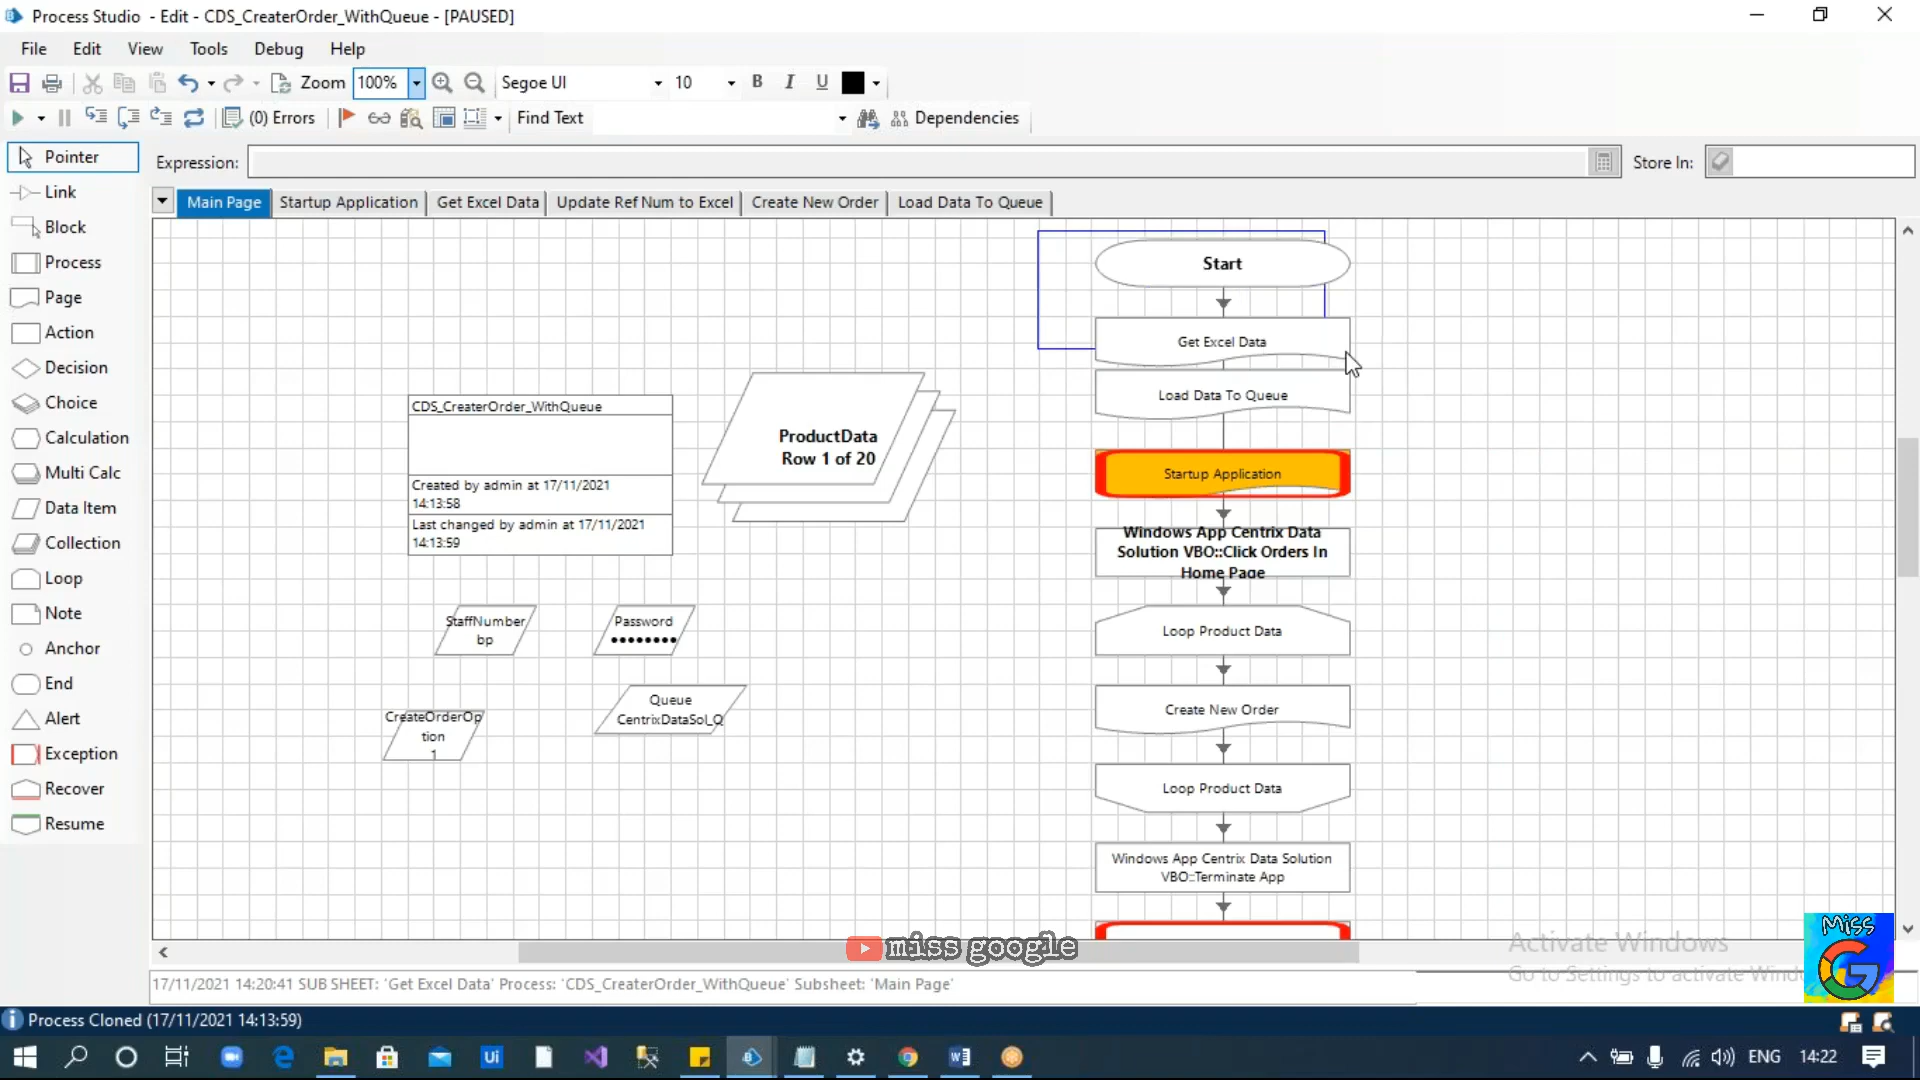 Process Studio - Edit - CDS_CreaterOrder_WithQueue - [PAUSED]
File Edit View Tools Debug Help
Zoom 100% Segoe UI 10 B I U
(0) Errors Find Text Dependencies
Pointer
Link
Block
Process
Page
Action
Decision
Choice
Calculation
Multi Calc
Data Item
Collection
Loop
Note
Anchor
End
Alert
Exception
Recover
Resume
Expression: Store In:
Main Page Startup Application Get Excel Data Update Ref Num to Excel Create New Order Load Data To Queue
CDS_CreaterOrder_WithQueue
Created by admin at 17/11/2021
14:13:58
Last changed by admin at 17/11/2021
14:13:59
ProductData
Row 1 of 20
StaffNumber
bp
Password
●●●●●●●●
CreateOrderOp
tion
1
Queue
CentrixDataSol_Q
Start
Get Excel Data
Load Data To Queue
Startup Application
Windows App Centrix Data
Solution VBO::Click Orders In
Home Page
Loop Product Data
Create New Order
Loop Product Data
Windows App Centrix Data Solution
VBO::Terminate App
miss google
Activate Windows
Go to Settings to activate Wind
Miss
G
17/11/2021 14:20:41 SUB SHEET: 'Get Excel Data' Process: 'CDS_CreaterOrder_WithQueue' Subsheet: 'Main Page'
Process Cloned (17/11/2021 14:13:59)
Ui
ENG 14:22